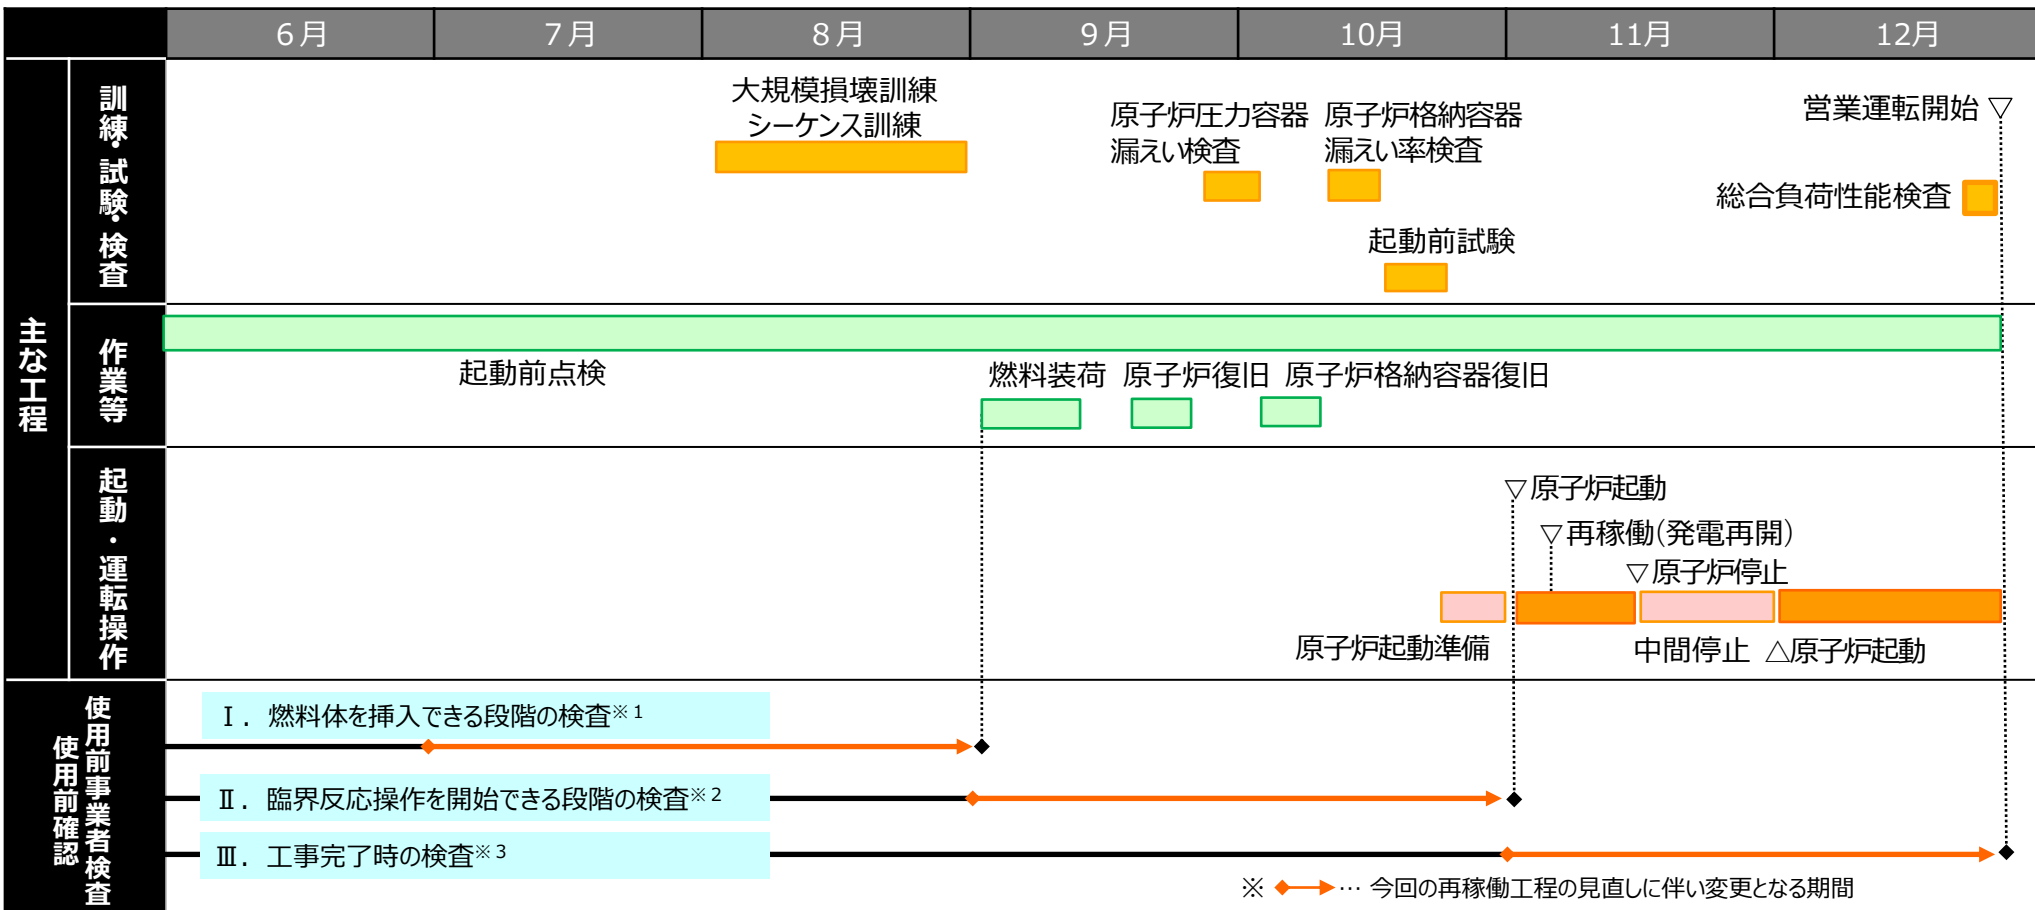 6月
7月
8月
9月
10月
11月
12月
主な工程
訓練・試験・検査
大規模損壊訓練
シーケンス訓練
原子炉圧力容器
漏えい検査
原子炉格納容器
漏えい率検査
起動前試験
営業運転開始 ▽
総合負荷性能検査
作業等
起動前点検
燃料装荷
原子炉復旧
原子炉格納容器復旧
起動・運転操作
▽原子炉起動
▽再稼働(発電再開)
▽原子炉停止
原子炉起動準備
中間停止
△原子炉起動
使用前事業者検査
使用前確認
Ⅰ. 燃料体を挿入できる段階の検査※1
Ⅱ. 臨界反応操作を開始できる段階の検査※2
Ⅲ. 工事完了時の検査※3
※ … 今回の再稼働工程の見直しに伴い変更となる期間